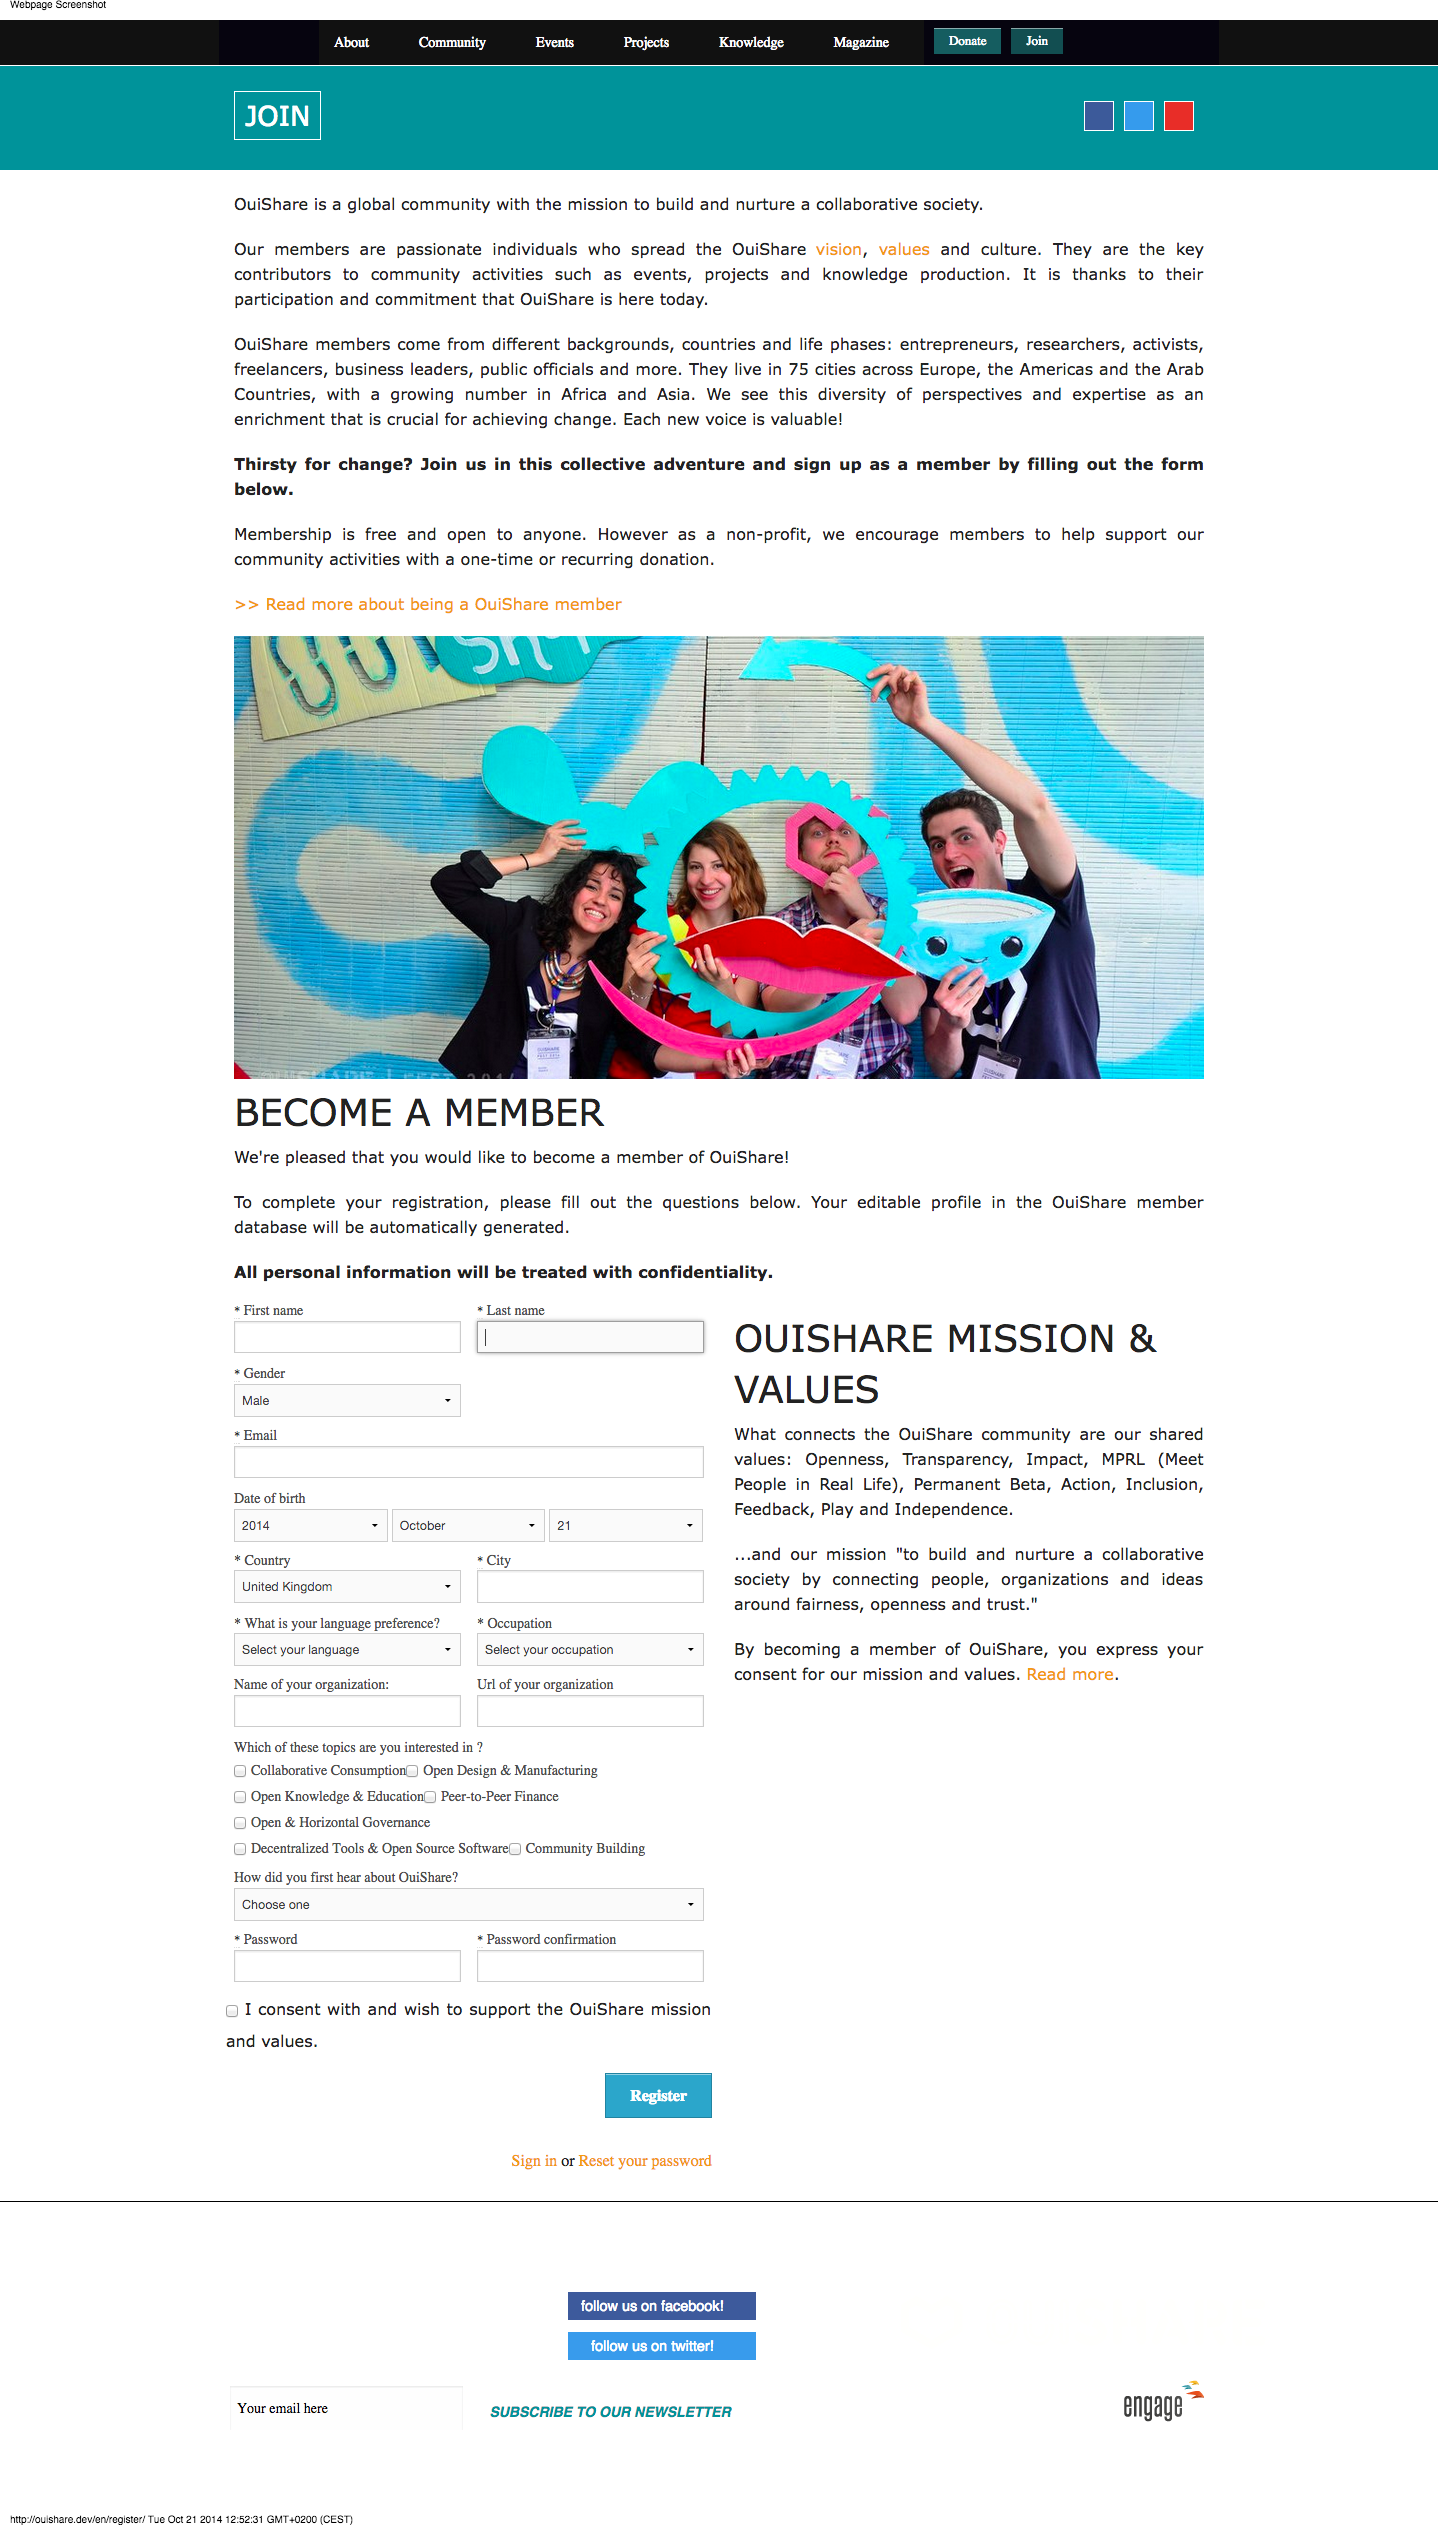 Webpage Screenshot
About Community Events Projects Knowledge Magazine Donate Join
JOIN
OuiShare is a global community with the mission to build and nurture a collaborative society.
Our members are passionate individuals who spread the OuiShare vision, values and culture. They are the key
contributors to community activities such as events, projects and knowledge production. It is thanks to their
participation and commitment that OuiShare is here today.
OuiShare members come from different backgrounds, countries and life phases: entrepreneurs, researchers, activists,
freelancers, business leaders, public officials and more. They live in 75 cities across Europe, the Americas and the Arab
Countries, with a growing number in Africa and Asia. We see this diversity of perspectives and expertise as an
enrichment that is crucial for achieving change. Each new voice is valuable!
Thirsty for change? Join us in this collective adventure and sign up as a member by filling out the form
below.
Membership is free and open to anyone. However as a non-profit, we encourage members to help support our
community activities with a one-time or recurring donation.
>> Read more about being a OuiShare member
BECOME A MEMBER
We're pleased that you would like to become a member of OuiShare!
To complete your registration, please fill out the questions below. Your editable profile in the OuiShare member
database will be automatically generated.
All personal information will be treated with confidentiality.
* First name * Last name
* Gender
Male
* Email
Date of birth
2014 October 21
* Country * City
United Kingdom
* What is your language preference? * Occupation
Select your language Select your occupation
Name of your organization: Url of your organization
Which of these topics are you interested in ?
Collaborative Consumption Open Design & Manufacturing
Open Knowledge & Education Peer-to-Peer Finance
Open & Horizontal Governance
Decentralized Tools & Open Source Software Community Building
How did you first hear about OuiShare?
Choose one
* Password * Password confirmation
I consent with and wish to support the OuiShare mission
and values.
Register
Sign in or Reset your password
OUISHARE MISSION &
VALUES
What connects the OuiShare community are our shared
values: Openness, Transparency, Impact, MPRL (Meet
People in Real Life), Permanent Beta, Action, Inclusion,
Feedback, Play and Independence.
...and our mission "to build and nurture a collaborative
society by connecting people, organizations and ideas
around fairness, openness and trust."
By becoming a member of OuiShare, you express your
consent for our mission and values. Read more.
follow us on facebook!
follow us on twitter!
Your email here
SUBSCRIBE TO OUR NEWSLETTER
engage
http://ouishare.dev/en/register/ Tue Oct 21 2014 12:52:31 GMT+0200 (CEST)